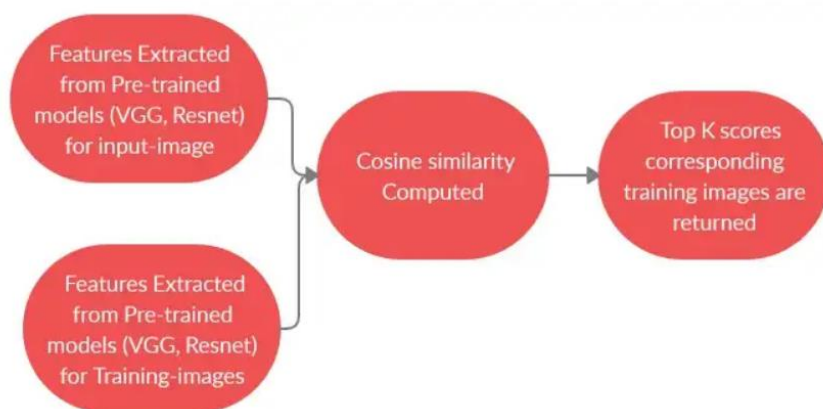 Features Extracted
from Pre-trained
models (VGG, Resnet)
for input-image
Cosine similarity
Computed
Top K scores
corresponding
training images are
returned
Features Extracted
from Pre-trained
models (VGG, Resnet)
for Training-images